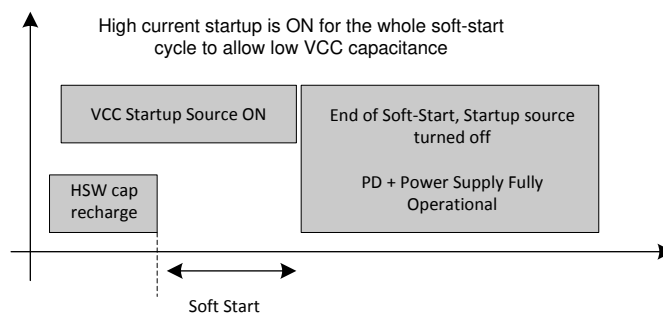 High current startup is ON for the whole soft-start
cycle to allow low VCC capacitance
VCC Startup Source ON
End of Soft-Start, Startup source
turned off
PD + Power Supply Fully
Operational
HSW cap
recharge
Soft Start